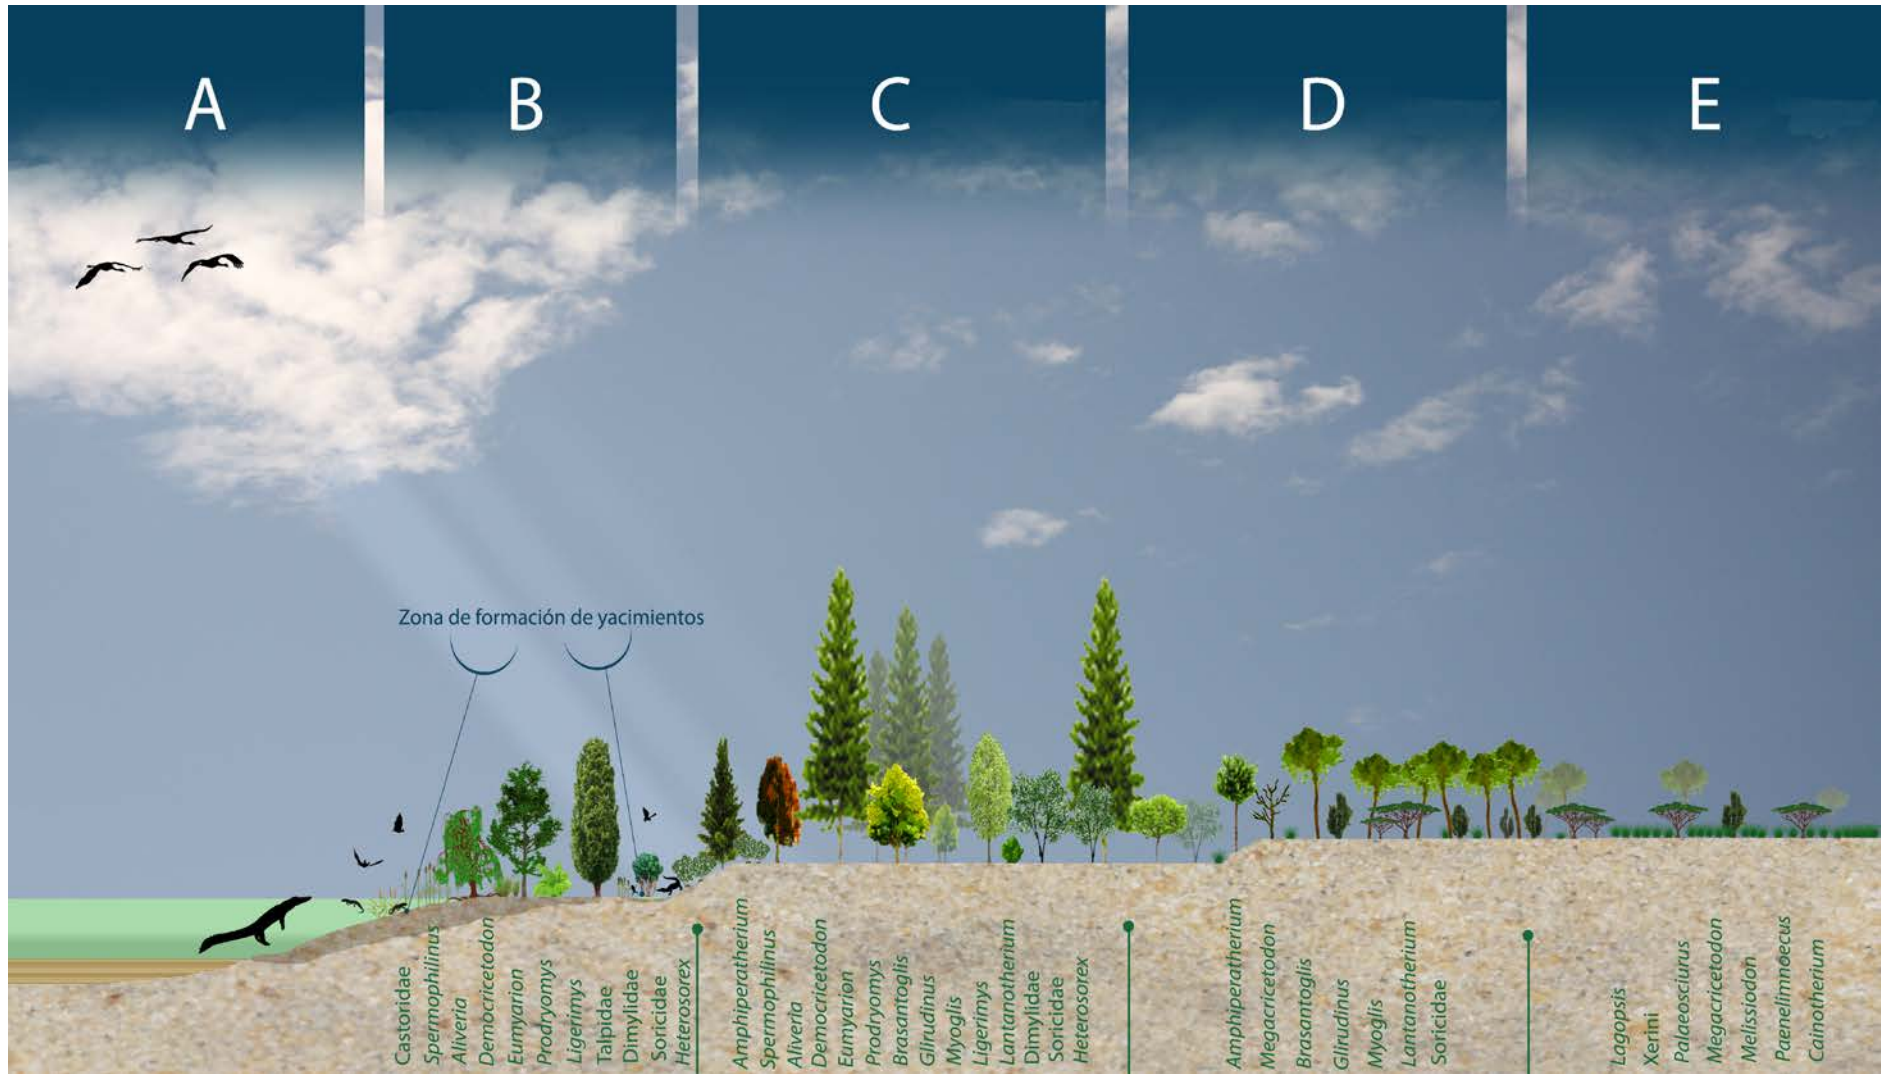 A
B
C
D
E
Zona de formación de yacimientos
Castoridae
Spermophilinus
Aliveria
Democricetodon
Eumyarion
Prodryomys
Ligerimys
Talpidae
Dimylidae
Soricidae
Heterosorex
Amphiperatherium
Spermophilinus
Aliveria
Democricetodon
Eumyarion
Prodryomys
Brasantoglis
Glirudinus
Myoglis
Ligerimys
Lantanotherium
Dimylidae
Soricidae
Heterosorex
Amphiperatherium
Megacricetodon
Brasantoglis
Glirudinus
Myoglis
Lantanotherium
Soricidae
Lagopsis
Xerini
Palaeosciurus
Megacricetodon
Melissiodon
Paenelimnoecus
Cainotherium